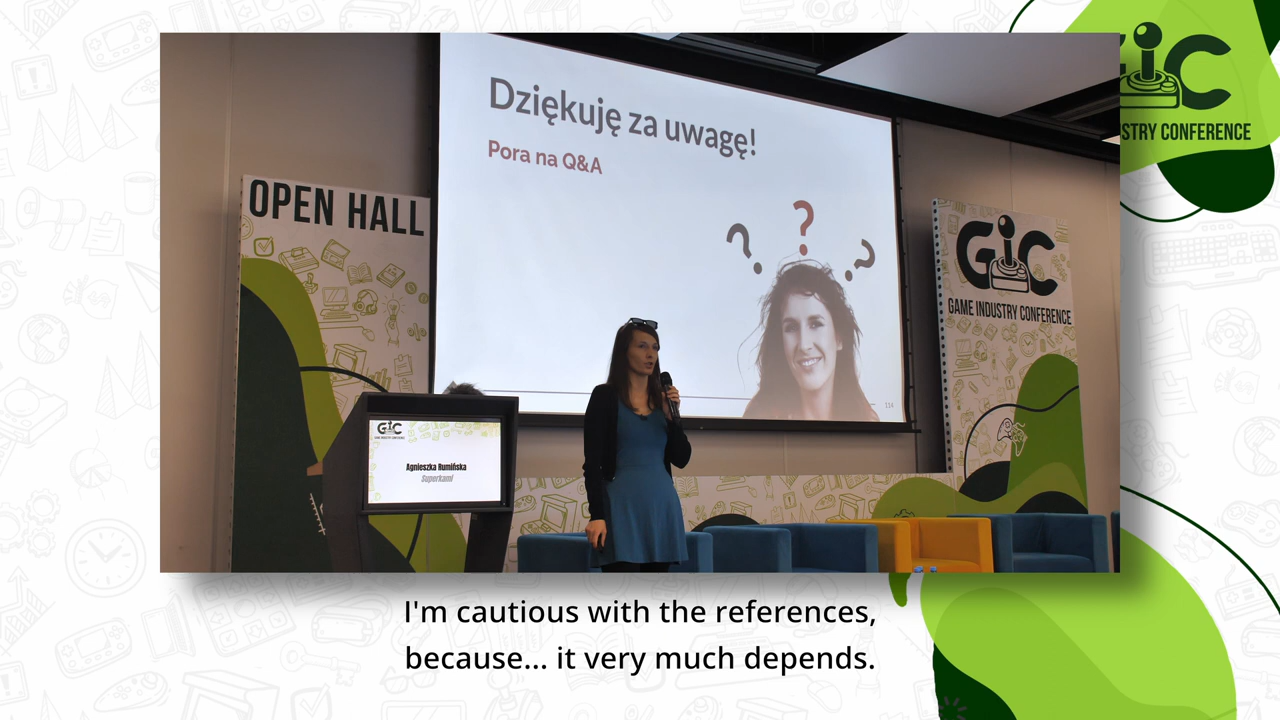 GIC
STRY CONFERENCE
Dziękuję za uwagę!
Pora na Q&A
114
OPEN HALL
GIC
GAME INDUSTRY CONFERENCE
GIC
Agnieszka Rumińska
Superkami
I'm cautious with the references,
because... it very much depends.